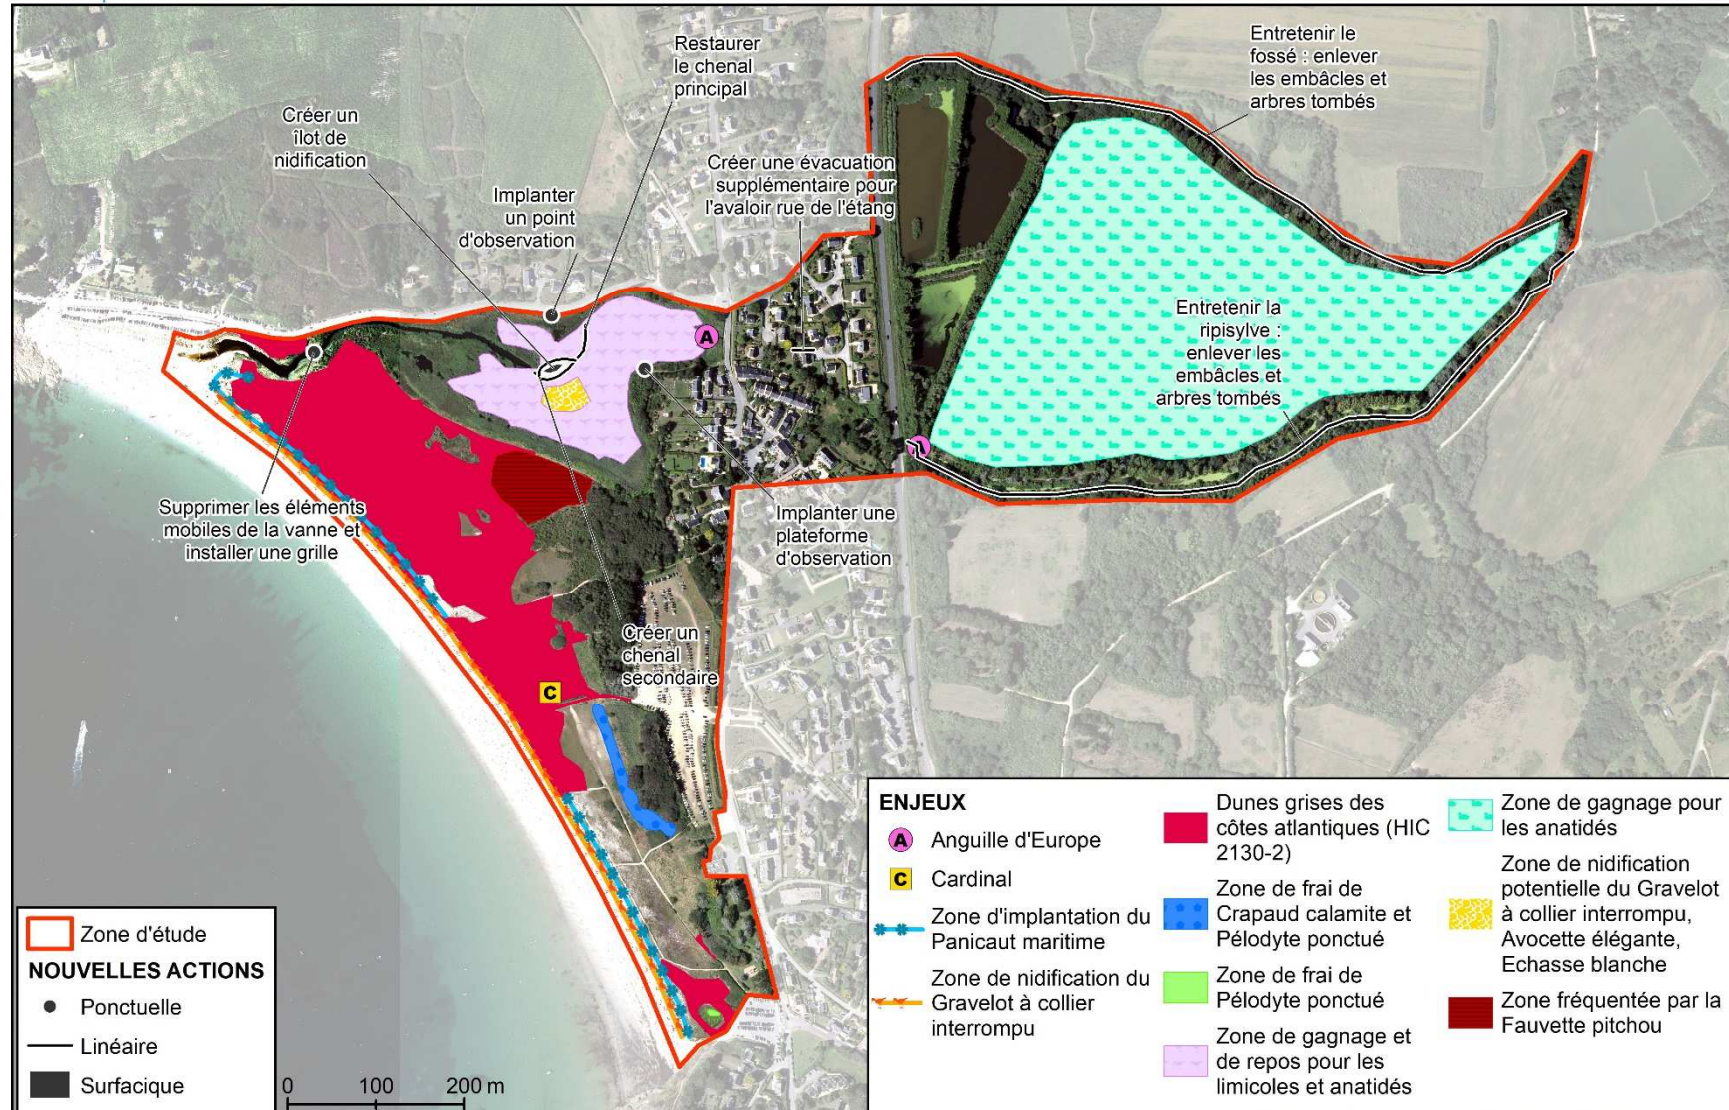 Restaurer
le chenal
principal
Entretenir le
fossé : enlever
les embâcles et
arbres tombés
Créer un
îlot de
nidification
Créer une évacuation
supplémentaire pour
l'avaloir rue de l'étang
Implanter
un point
d'observation
Entretenir la
ripisylve :
enlever les
embâcles et
arbres tombés
A
A
Supprimer les éléments
mobiles de la vanne et
installer une grille
Implanter une
plateforme
d'observation
Créer un
chenal
secondaire
C
Zone d'étude
NOUVELLES ACTIONS
Ponctuelle
Linéaire
Surfacique
0 100 200 m
ENJEUX
A Anguille d'Europe
C Cardinal
Zone d'implantation du
Panicaut maritime
Zone de nidification du
Gravelot à collier
interrompu
Dunes grises des
côtes atlantiques (HIC
2130-2)
Zone de frai de
Crapaud calamite et
Pélodyte ponctué
Zone de frai de
Pélodyte ponctué
Zone de gagnage et
de repos pour les
limicoles et anatidés
Zone de gagnage pour
les anatidés
Zone de nidification
potentielle du Gravelot
à collier interrompu,
Avocette élégante,
Echasse blanche
Zone fréquentée par la
Fauvette pitchou